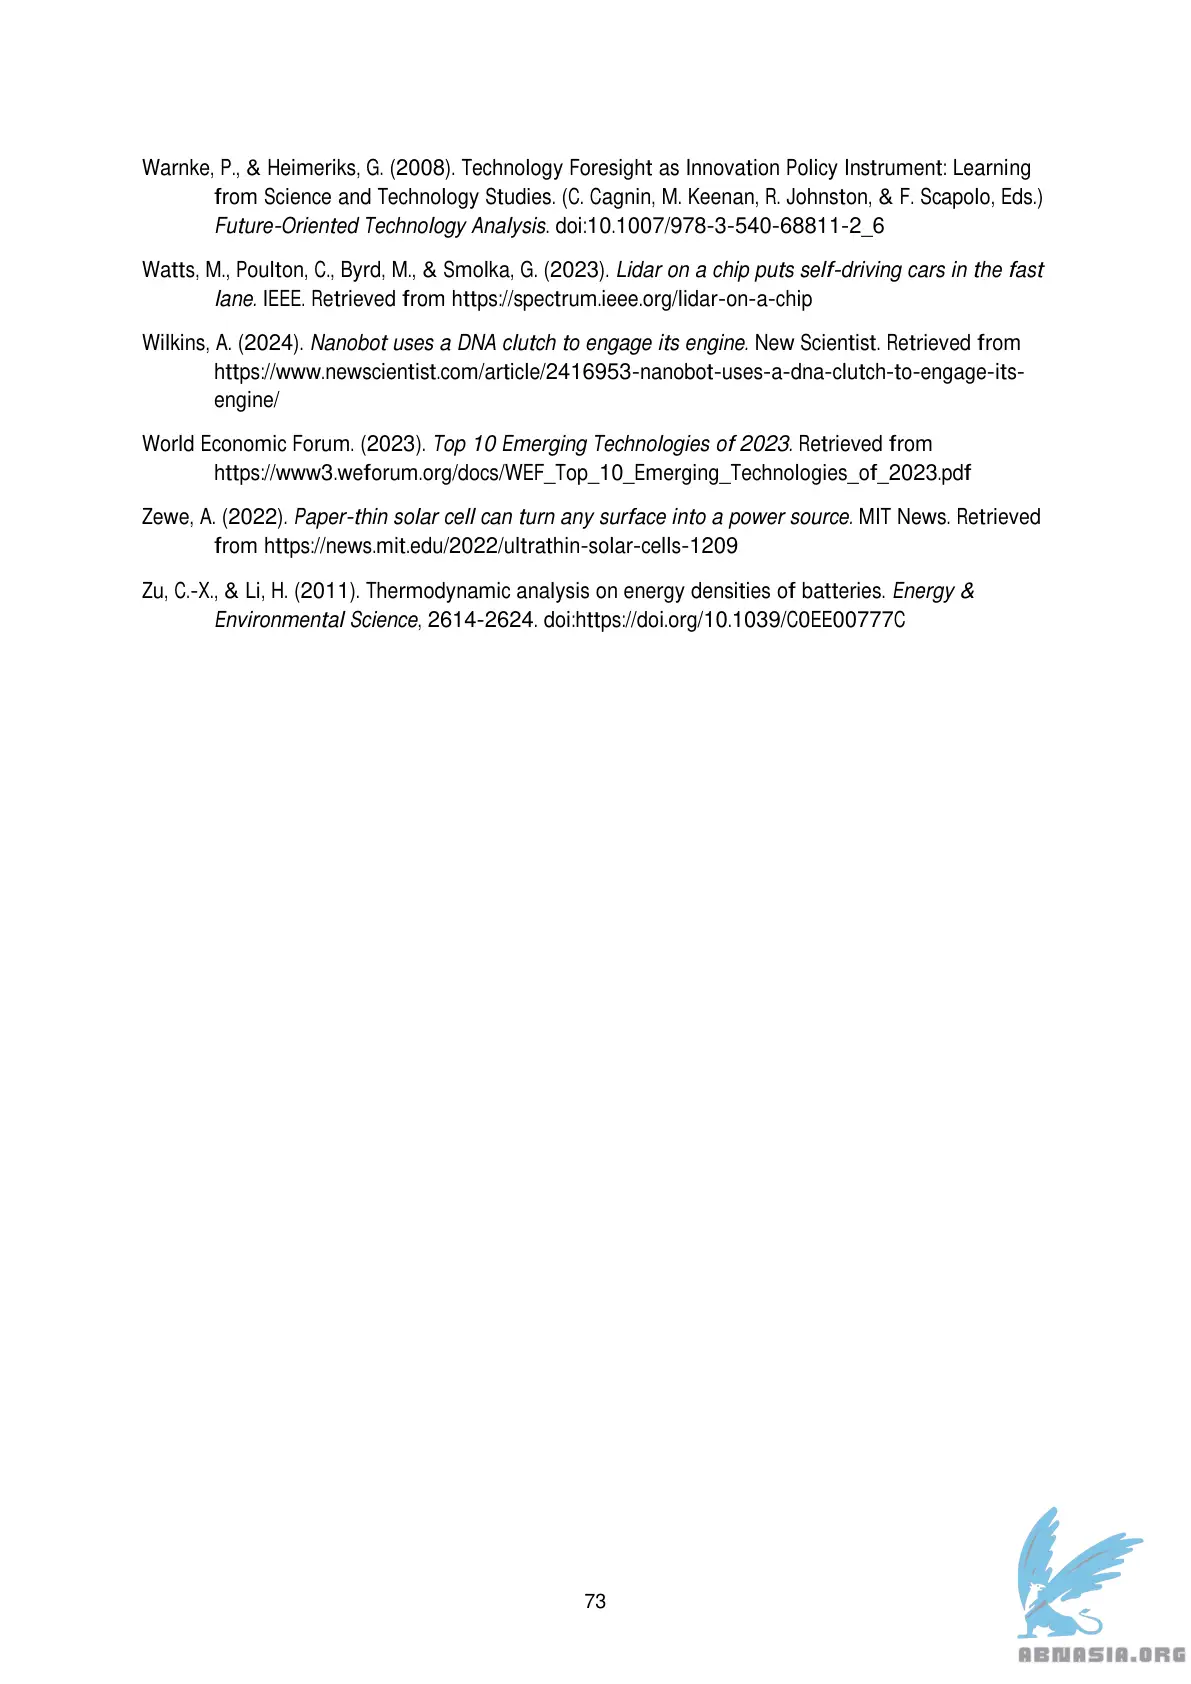 Warnke, P., & Heimeriks, G. (2008). Technology Foresight as Innovation Policy Instrument: Learning
from Science and Technology Studies. (C. Cagnin, M. Keenan, R. Johnston, & F. Scapolo, Eds.)
Future-Oriented Technology Analysis. doi:10.1007/978-3-540-68811-2_6
Watts, M., Poulton, C., Byrd, M., & Smolka, G. (2023). Lidar on a chip puts self-driving cars in the fast
lane. IEEE. Retrieved from https://spectrum.ieee.org/lidar-on-a-chip
Wilkins, A. (2024). Nanobot uses a DNA clutch to engage its engine. New Scientist. Retrieved from
https://www.newscientist.com/article/2416953-nanobot-uses-a-dna-clutch-to-engage-its-
engine/
World Economic Forum. (2023). Top 10 Emerging Technologies of 2023. Retrieved from
https://www3.weforum.org/docs/WEF_Top_10_Emerging_Technologies_of_2023.pdf
Zewe, A. (2022). Paper-thin solar cell can turn any surface into a power source. MIT News. Retrieved
from https://news.mit.edu/2022/ultrathin-solar-cells-1209
Zu, C.-X., & Li, H. (2011). Thermodynamic analysis on energy densities of batteries. Energy &
Environmental Science, 2614-2624. doi:https://doi.org/10.1039/C0EE00777C
73
ABNASIA.ORG